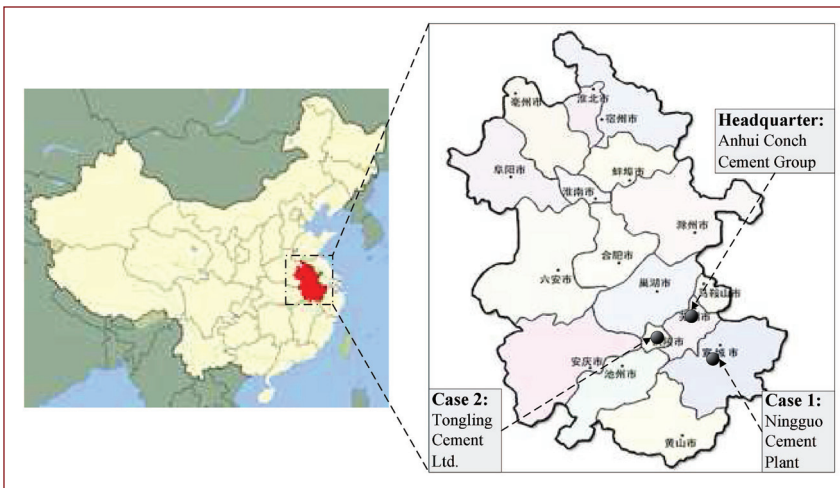 亳州市
淮北市
宿州市
Headquarter:
Anhui Conch
Cement Group
阜阳市
蚌埠市
淮南市
滁州市
合肥市
六安市
巢湖市
马鞍山市
市
陵市
宣城市
安庆市
池州市
Case 2:
Tongling
Cement
Ltd.
Case 1:
Ningguo
Cement
Plant
黄山市